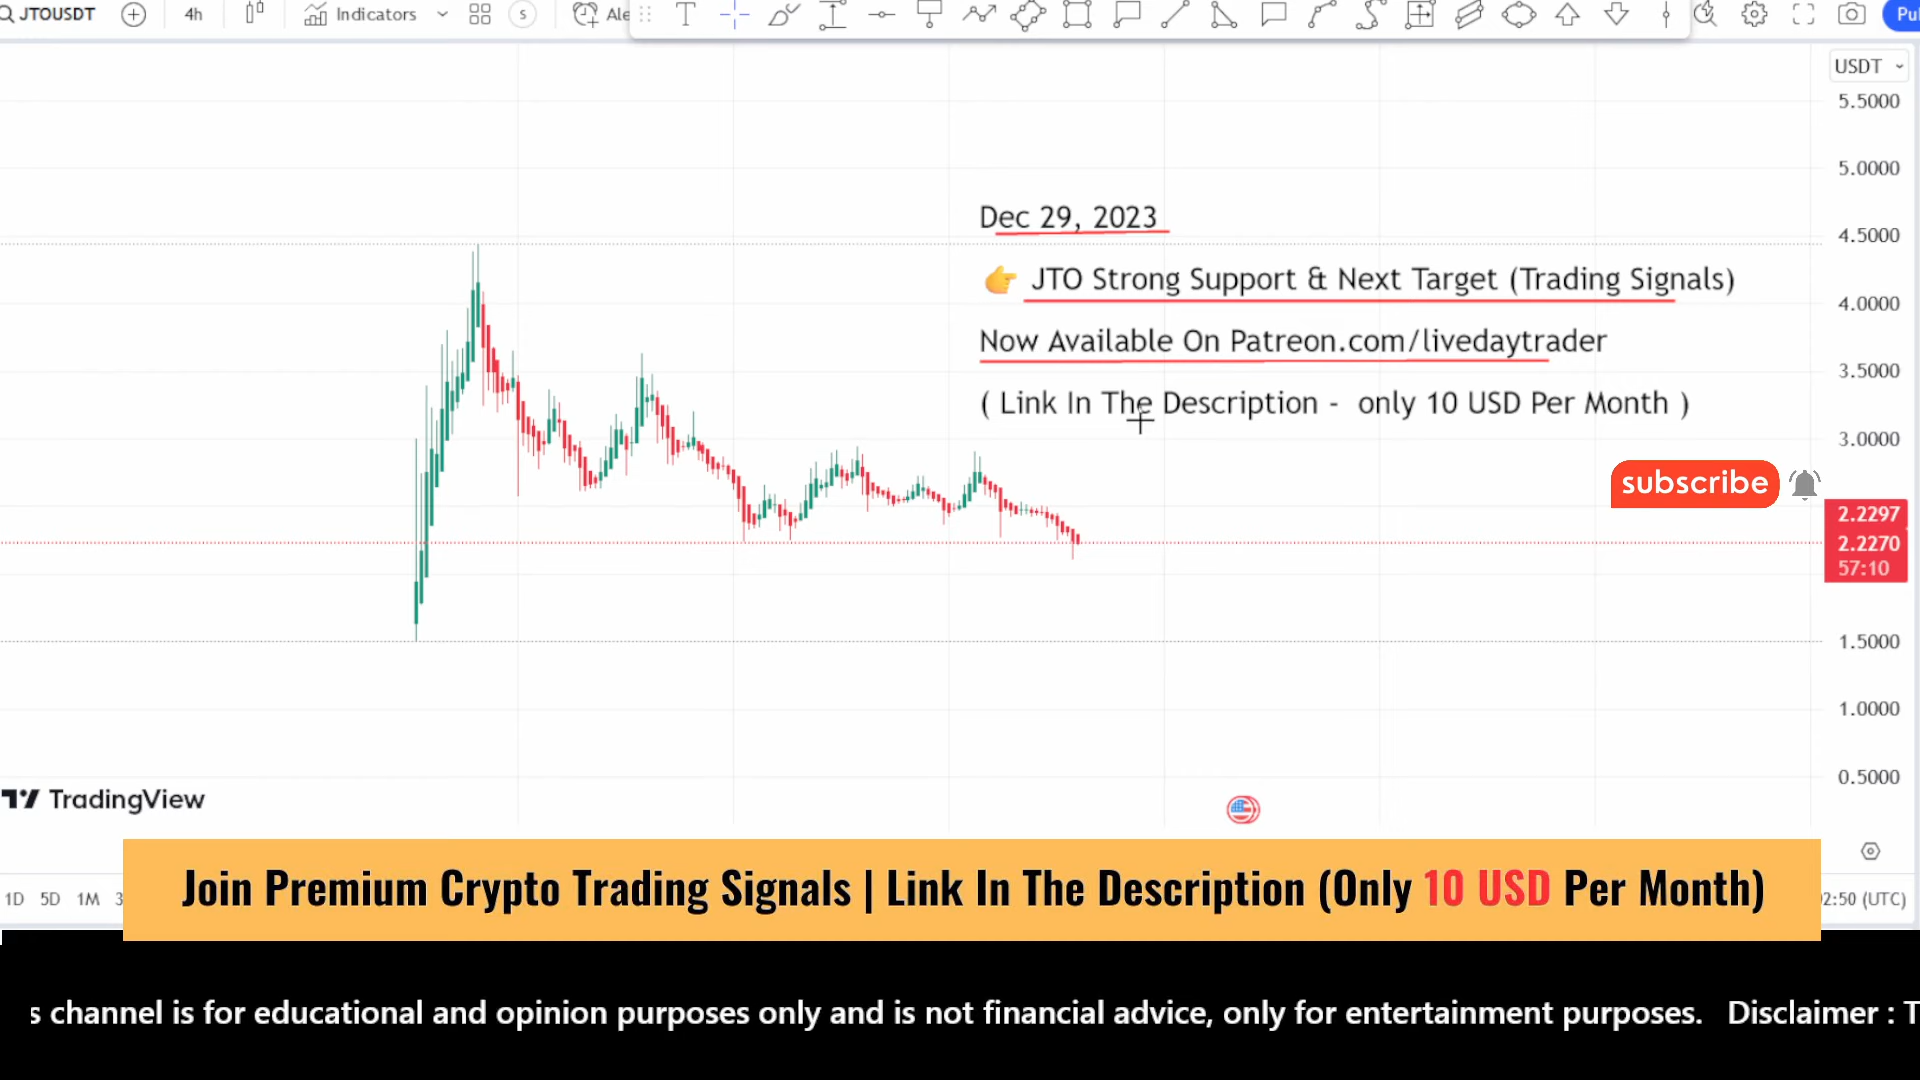 JTOUSDT
4h
Indicators
S
Ale
Pul
USDT
5.5000
5.0000
4.5000
4.0000
3.5000
3.0000
2.2297
2.2270
57:10
1.5000
1.0000
0.5000
Dec 29, 2023
👉 JTO Strong Support & Next Target (Trading Signals)
Now Available On Patreon.com/livedaytrader
( Link In The Description - only 10 USD Per Month )
subscribe
TradingView
1D 5D 1M 3
2:50 (UTC)
Join Premium Crypto Trading Signals | Link In The Description (Only 10 USD Per Month)
s channel is for educational and opinion purposes only and is not financial advice, only for entertainment purposes. Disclaimer : T